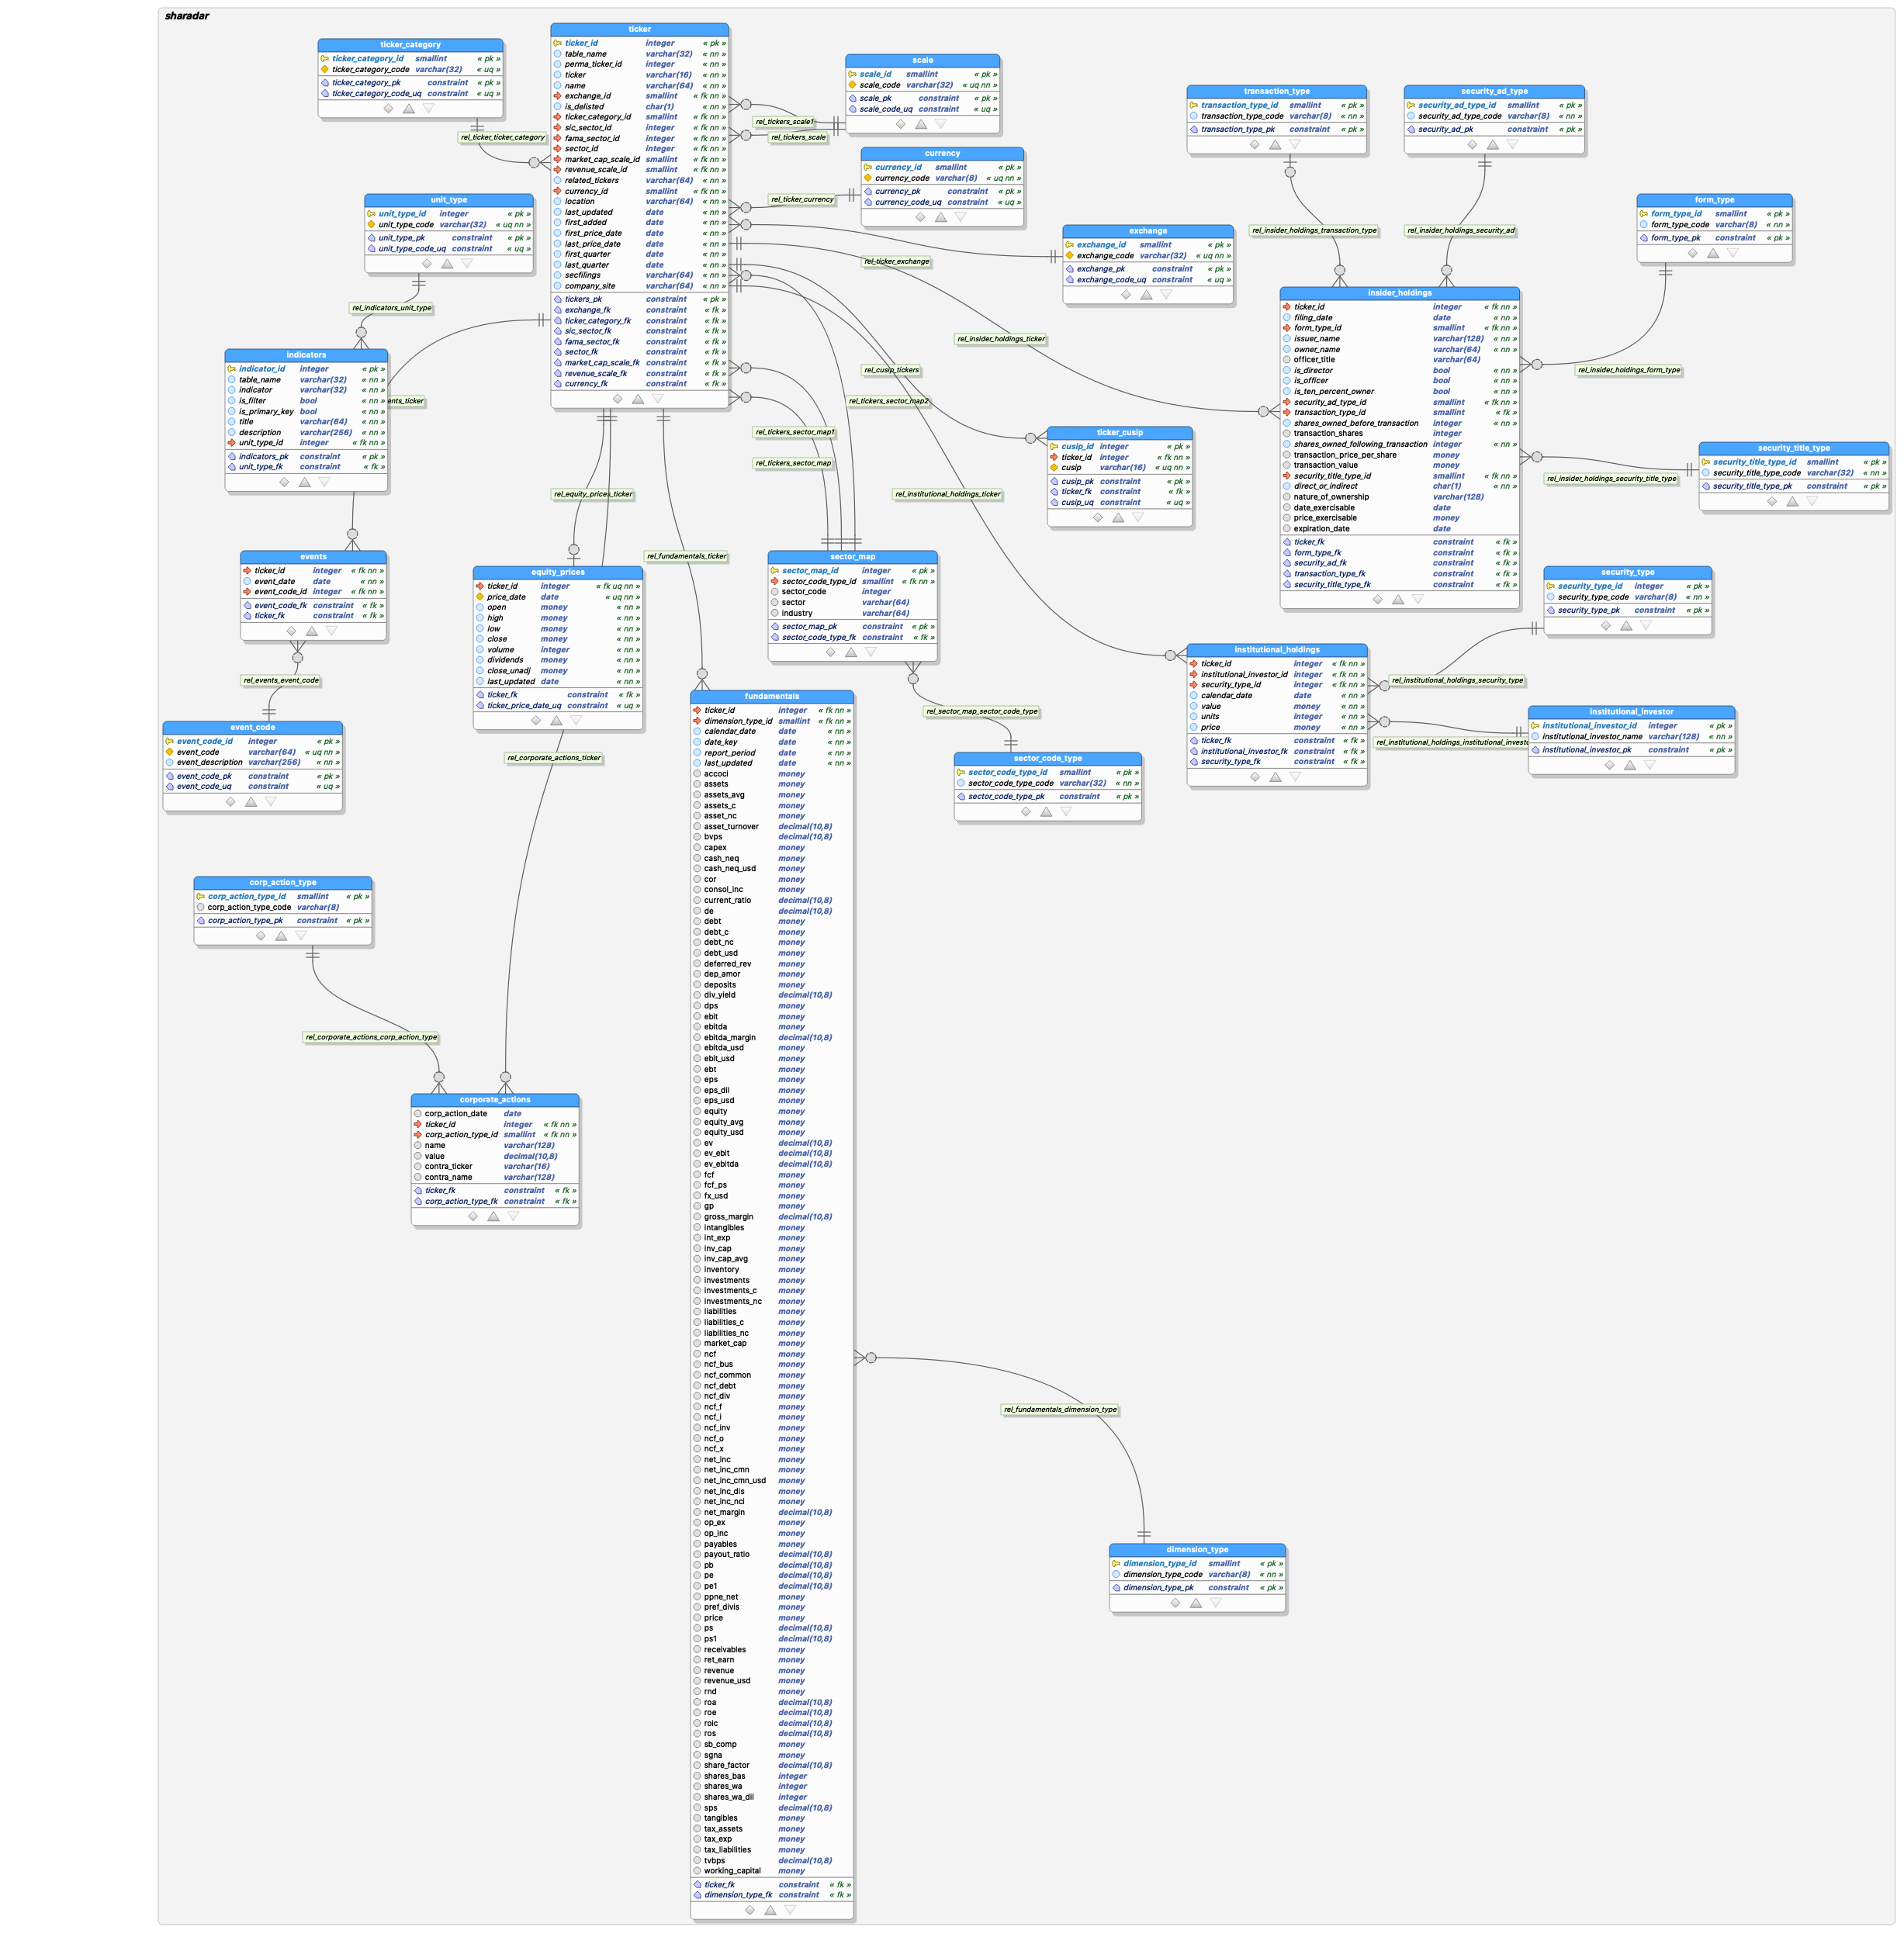 sharadar
ticker_category
ticker_category_id smallint « pk »
ticker_category_code varchar(32) « uq »
ticker_category_pk constraint « pk »
ticker_category_code_uq constraint « uq »
ticker
ticker_id integer « pk »
table_name varchar(32) « nn »
perma_ticker_id integer « nn »
ticker varchar(16) « nn »
name varchar(64) « nn »
exchange_id smallint « fk nn »
is_delisted char(1) « nn »
ticker_category_id smallint « fk nn »
sic_sector_id integer « fk nn »
fama_sector_id integer « fk nn »
sector_id integer « fk nn »
market_cap_scale_id smallint « fk nn »
revenue_scale_id smallint « fk nn »
related_tickers varchar(64) « nn »
currency_id smallint « fk nn »
location varchar(64) « nn »
last_updated date « nn »
first_added date « nn »
first_price_date date « nn »
last_price_date date « nn »
first_quarter date « nn »
last_quarter date « nn »
secfilings varchar(64) « nn »
company_site varchar(64) « nn »
tickers_pk constraint « pk »
exchange_fk constraint « fk »
ticker_category_fk constraint « fk »
sic_sector_fk constraint « fk »
fama_sector_fk constraint « fk »
sector_fk constraint « fk »
market_cap_scale_fk constraint « fk »
revenue_scale_fk constraint « fk »
currency_fk constraint « fk »
scale
scale_id smallint « pk »
scale_code varchar(32) « uq nn »
scale_pk constraint « pk »
scale_code_uq constraint « uq »
transaction_type
transaction_type_id smallint « pk »
transaction_type_code varchar(8) « nn »
transaction_type_pk constraint « pk »
security_ad_type
security_ad_type_id smallint « pk »
security_ad_type_code varchar(8) « nn »
security_ad_pk constraint « pk »
rel_ticker_ticker_category
rel_tickers_scale1
rel_tickers_scale
currency
currency_id smallint « pk »
currency_code varchar(8) « uq nn »
currency_pk constraint « pk »
currency_code_uq constraint « uq »
rel_ticker_currency
unit_type
unit_type_id integer « pk »
unit_type_code varchar(32) « uq nn »
unit_type_pk constraint « pk »
unit_type_code_uq constraint « uq »
form_type
form_type_id smallint « pk »
form_type_code varchar(8) « nn »
form_type_pk constraint « pk »
exchange
exchange_id smallint « pk »
exchange_code varchar(32) « uq nn »
exchange_pk constraint « pk »
exchange_code_uq constraint « uq »
rel_ticker_exchange
rel_insider_holdings_transaction_type
rel_insider_holdings_security_ad
rel_indicators_unit_type
insider_holdings
ticker_id integer « fk nn »
filing_date date « nn »
form_type_id smallint « fk nn »
issuer_name varchar(128) « nn »
owner_name varchar(64) « nn »
officer_title varchar(64)
is_director bool « nn »
is_officer bool « nn »
is_ten_percent_owner bool « nn »
security_ad_type_id smallint « fk nn »
transaction_type_id smallint « fk »
shares_owned_before_transaction integer « nn »
transaction_shares integer
shares_owned_following_transaction integer « nn »
transaction_price_per_share money
transaction_value money
security_title_type_id smallint « fk nn »
direct_or_indirect char(1) « nn »
nature_of_ownership varchar(128)
date_exercisable date
price_exercisable money
expiration_date date
ticker_fk constraint « fk »
form_type_fk constraint « fk »
security_ad_fk constraint « fk »
transaction_type_fk constraint « fk »
security_title_type_fk constraint « fk »
rel_insider_holdings_ticker
rel_insider_holdings_form_type
indicators
indicator_id integer « pk »
table_name varchar(32) « nn »
indicator varchar(32) « nn »
is_filter bool « nn »
is_primary_key bool « nn »
title varchar(64) « nn »
description varchar(256) « nn »
unit_type_id integer « fk nn »
indicators_pk constraint « pk »
unit_type_fk constraint « fk »
ents_ticker
rel_cusip_tickers
rel_tickers_sector_map2
rel_tickers_sector_map1
rel_tickers_sector_map
ticker_cusip
cusip_id integer « pk »
ticker_id integer « fk nn »
cusip varchar(16) « uq nn »
cusip_pk constraint « pk »
ticker_fk constraint « fk »
cusip_uq constraint « uq »
security_title_type
security_title_type_id smallint « pk »
security_title_type_code varchar(32) « nn »
security_title_type_pk constraint « pk »
rel_insider_holdings_security_title_type
rel_equity_prices_ticker
rel_institutional_holdings_ticker
rel_fundamentals_ticker
events
ticker_id integer « fk nn »
event_date date « nn »
event_code_id integer « fk nn »
event_code_fk constraint « fk »
ticker_fk constraint « fk »
equity_prices
ticker_id integer « fk uq nn »
price_date date « uq nn »
open money « nn »
high money « nn »
low money « nn »
close money « nn »
volume integer « nn »
dividends money « nn »
close_unadj money « nn »
last_updated date « nn »
ticker_fk constraint « fk »
ticker_price_date_uq constraint « uq »
sector_map
sector_map_id integer « pk »
sector_code_type_id smallint « fk nn »
sector_code integer
sector varchar(64)
industry varchar(64)
sector_map_pk constraint « pk »
sector_code_type_fk constraint « fk »
security_type
security_type_id integer « pk »
security_type_code varchar(8) « nn »
security_type_pk constraint « pk »
institutional_holdings
ticker_id integer « fk nn »
institutional_investor_id integer « fk nn »
security_type_id integer « fk nn »
calendar_date date « nn »
value money « nn »
units integer « nn »
price money « nn »
ticker_fk constraint « fk »
institutional_investor_fk constraint « fk »
security_type_fk constraint « fk »
rel_institutional_holdings_security_type
rel_institutional_holdings_institutional_investo
institutional_investor
institutional_investor_id integer « pk »
institutional_investor_name varchar(128) « nn »
institutional_investor_pk constraint « pk »
rel_events_event_code
event_code
event_code_id integer « pk »
event_code varchar(64) « uq nn »
event_description varchar(256) « nn »
event_code_pk constraint « pk »
event_code_uq constraint « uq »
rel_corporate_actions_ticker
rel_sector_map_sector_code_type
sector_code_type
sector_code_type_id smallint « pk »
sector_code_type_code varchar(32) « nn »
sector_code_type_pk constraint « pk »
fundamentals
ticker_id integer « fk nn »
dimension_type_id smallint « fk nn »
calendar_date date « nn »
date_key date « nn »
report_period date « nn »
last_updated date « nn »
accoci money
assets money
assets_avg money
assets_c money
asset_nc money
asset_turnover decimal(10,8)
bvps decimal(10,8)
capex money
cash_neq money
cash_neq_usd money
cor money
consol_inc money
current_ratio decimal(10,8)
de decimal(10,8)
debt money
debt_c money
debt_nc money
debt_usd money
deferred_rev money
dep_amor money
deposits money
div_yield decimal(10,8)
dps money
ebit money
ebitda money
ebitda_margin decimal(10,8)
ebitda_usd money
ebit_usd money
ebt money
eps money
eps_dil money
eps_usd money
equity money
equity_avg money
equity_usd money
ev decimal(10,8)
ev_ebit decimal(10,8)
ev_ebitda decimal(10,8)
fcf money
fcf_ps money
fx_usd money
gp money
gross_margin decimal(10,8)
intangibles money
int_exp money
inv_cap money
inv_cap_avg money
inventory money
investments money
investments_c money
investments_nc money
liabilities money
liabilities_c money
liabilities_nc money
market_cap money
ncf money
ncf_bus money
ncf_common money
ncf_debt money
ncf_div money
ncf_f money
ncf_i money
ncf_inv money
ncf_o money
ncf_x money
net_inc money
net_inc_cmn money
net_inc_cmn_usd money
net_inc_dis money
net_inc_nci money
net_margin decimal(10,8)
op_ex money
op_inc money
payables money
payout_ratio decimal(10,8)
pb decimal(10,8)
pe decimal(10,8)
pe1 decimal(10,8)
ppne_net money
pref_divis money
price money
ps decimal(10,8)
ps1 decimal(10,8)
receivables money
ret_earn money
revenue money
revenue_usd money
rnd money
roa decimal(10,8)
roe decimal(10,8)
roic decimal(10,8)
ros decimal(10,8)
sb_comp money
sgna money
share_factor decimal(10,8)
shares_bas integer
shares_wa integer
shares_wa_dil integer
sps decimal(10,8)
tangibles money
tax_assets money
tax_exp money
tax_liabilities money
tvbps decimal(10,8)
working_capital money
ticker_fk constraint « fk »
dimension_type_fk constraint « fk »
corp_action_type
corp_action_type_id smallint « pk »
corp_action_type_code varchar(8)
corp_action_type_pk constraint « pk »
rel_corporate_actions_corp_action_type
corporate_actions
corp_action_date date
ticker_id integer « fk nn »
corp_action_type_id smallint « fk nn »
name varchar(128)
value decimal(10,8)
contra_ticker varchar(16)
contra_name varchar(128)
ticker_fk constraint « fk »
corp_action_type_fk constraint « fk »
rel_fundamentals_dimension_type
dimension_type
dimension_type_id smallint « pk »
dimension_type_code varchar(8) « nn »
dimension_type_pk constraint « pk »